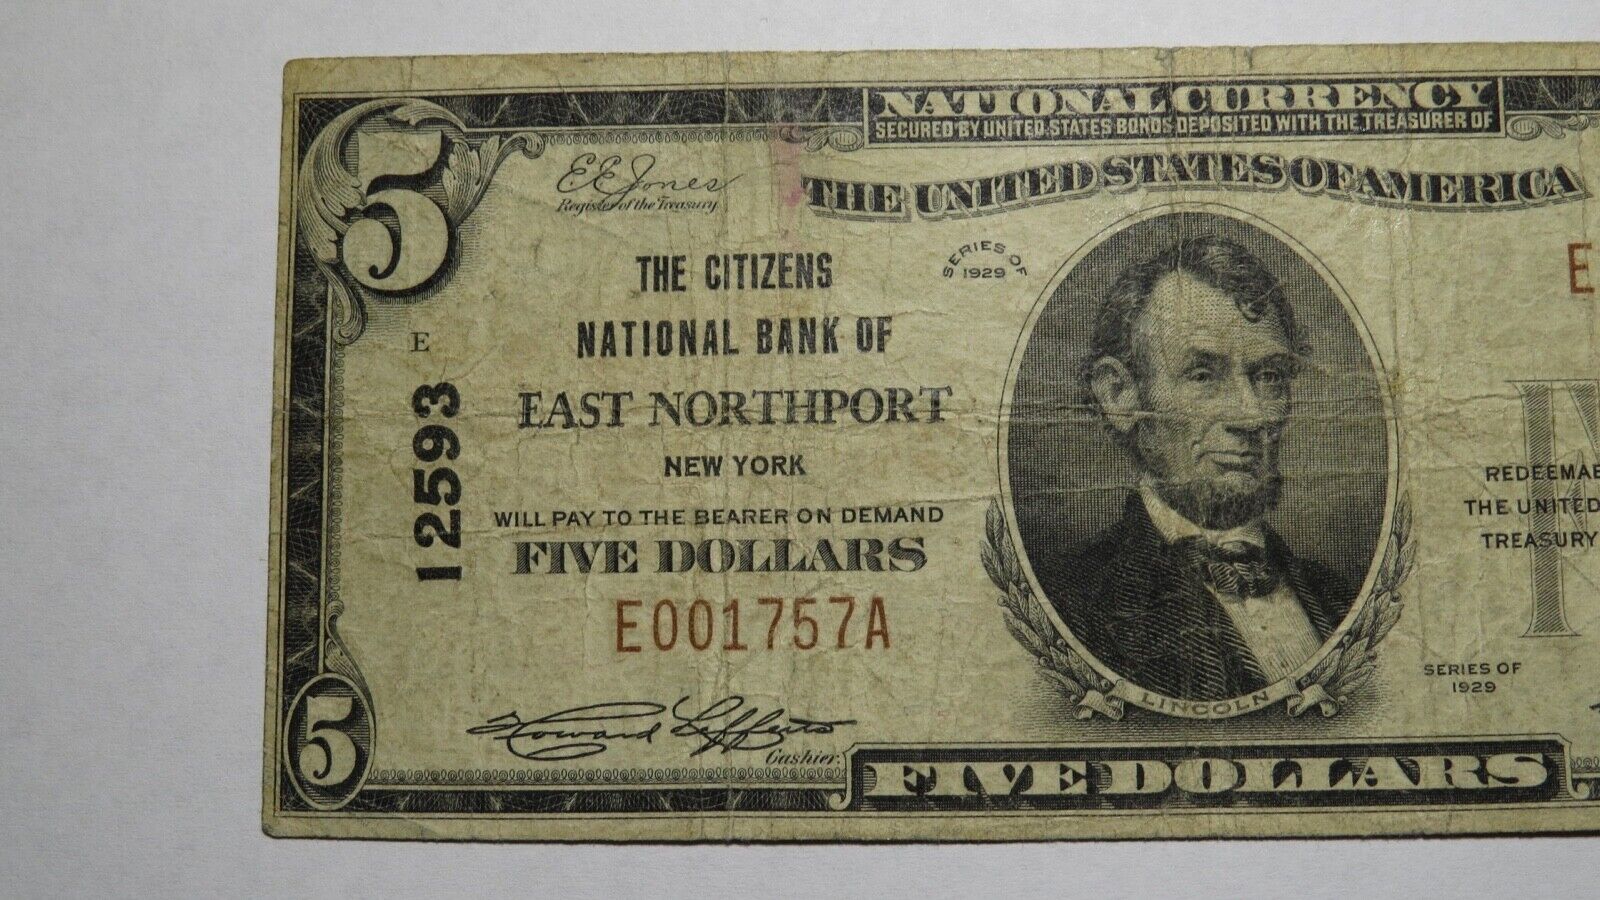 NATIONAL CURRENCY
SECURED BY UNITED STATES BONDS DEPOSITED WITH THE TREASURER OF
THE UNITED STATES OF AMERICA
5
E.E. Jones
Register of the Treasury
SERIES OF
1929
E
THE CITIZENS
NATIONAL BANK OF
EAST NORTHPORT
NEW YORK
WILL PAY TO THE BEARER ON DEMAND
FIVE DOLLARS
E001757A
E
12593
REDEEMAB
THE UNITED
TREASURY
SERIES OF
1929
LINCOLN
Howard Lefferts
Cashier.
5
FIVE DOLLARS